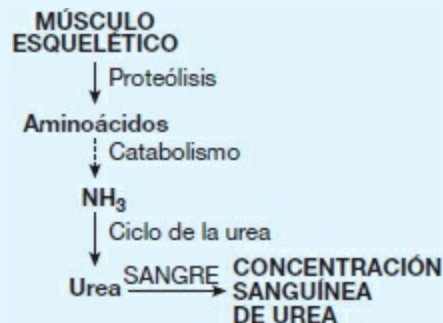 MÚSCULO
ESQUELÉTICO
Proteólisis
Aminoácidos
Catabolismo
NH₃
Ciclo de la urea
Urea SANGRE CONCENTRACIÓN
SANGUÍNEA
DE UREA